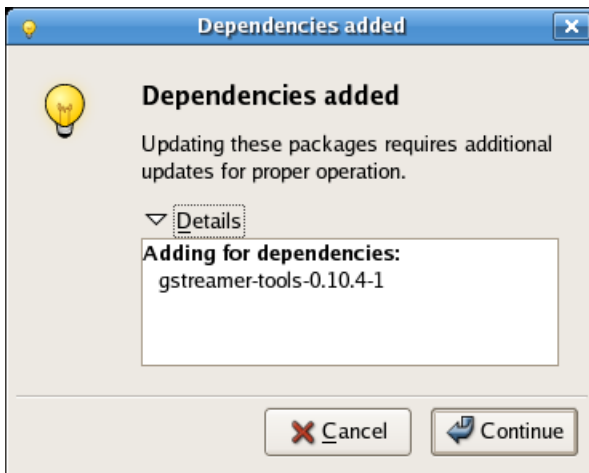 Dependencies added
Dependencies added
Updating these packages requires additional
updates for proper operation.
Details
Adding for dependencies:
gstreamer-tools-0.10.4-1
Cancel
Continue